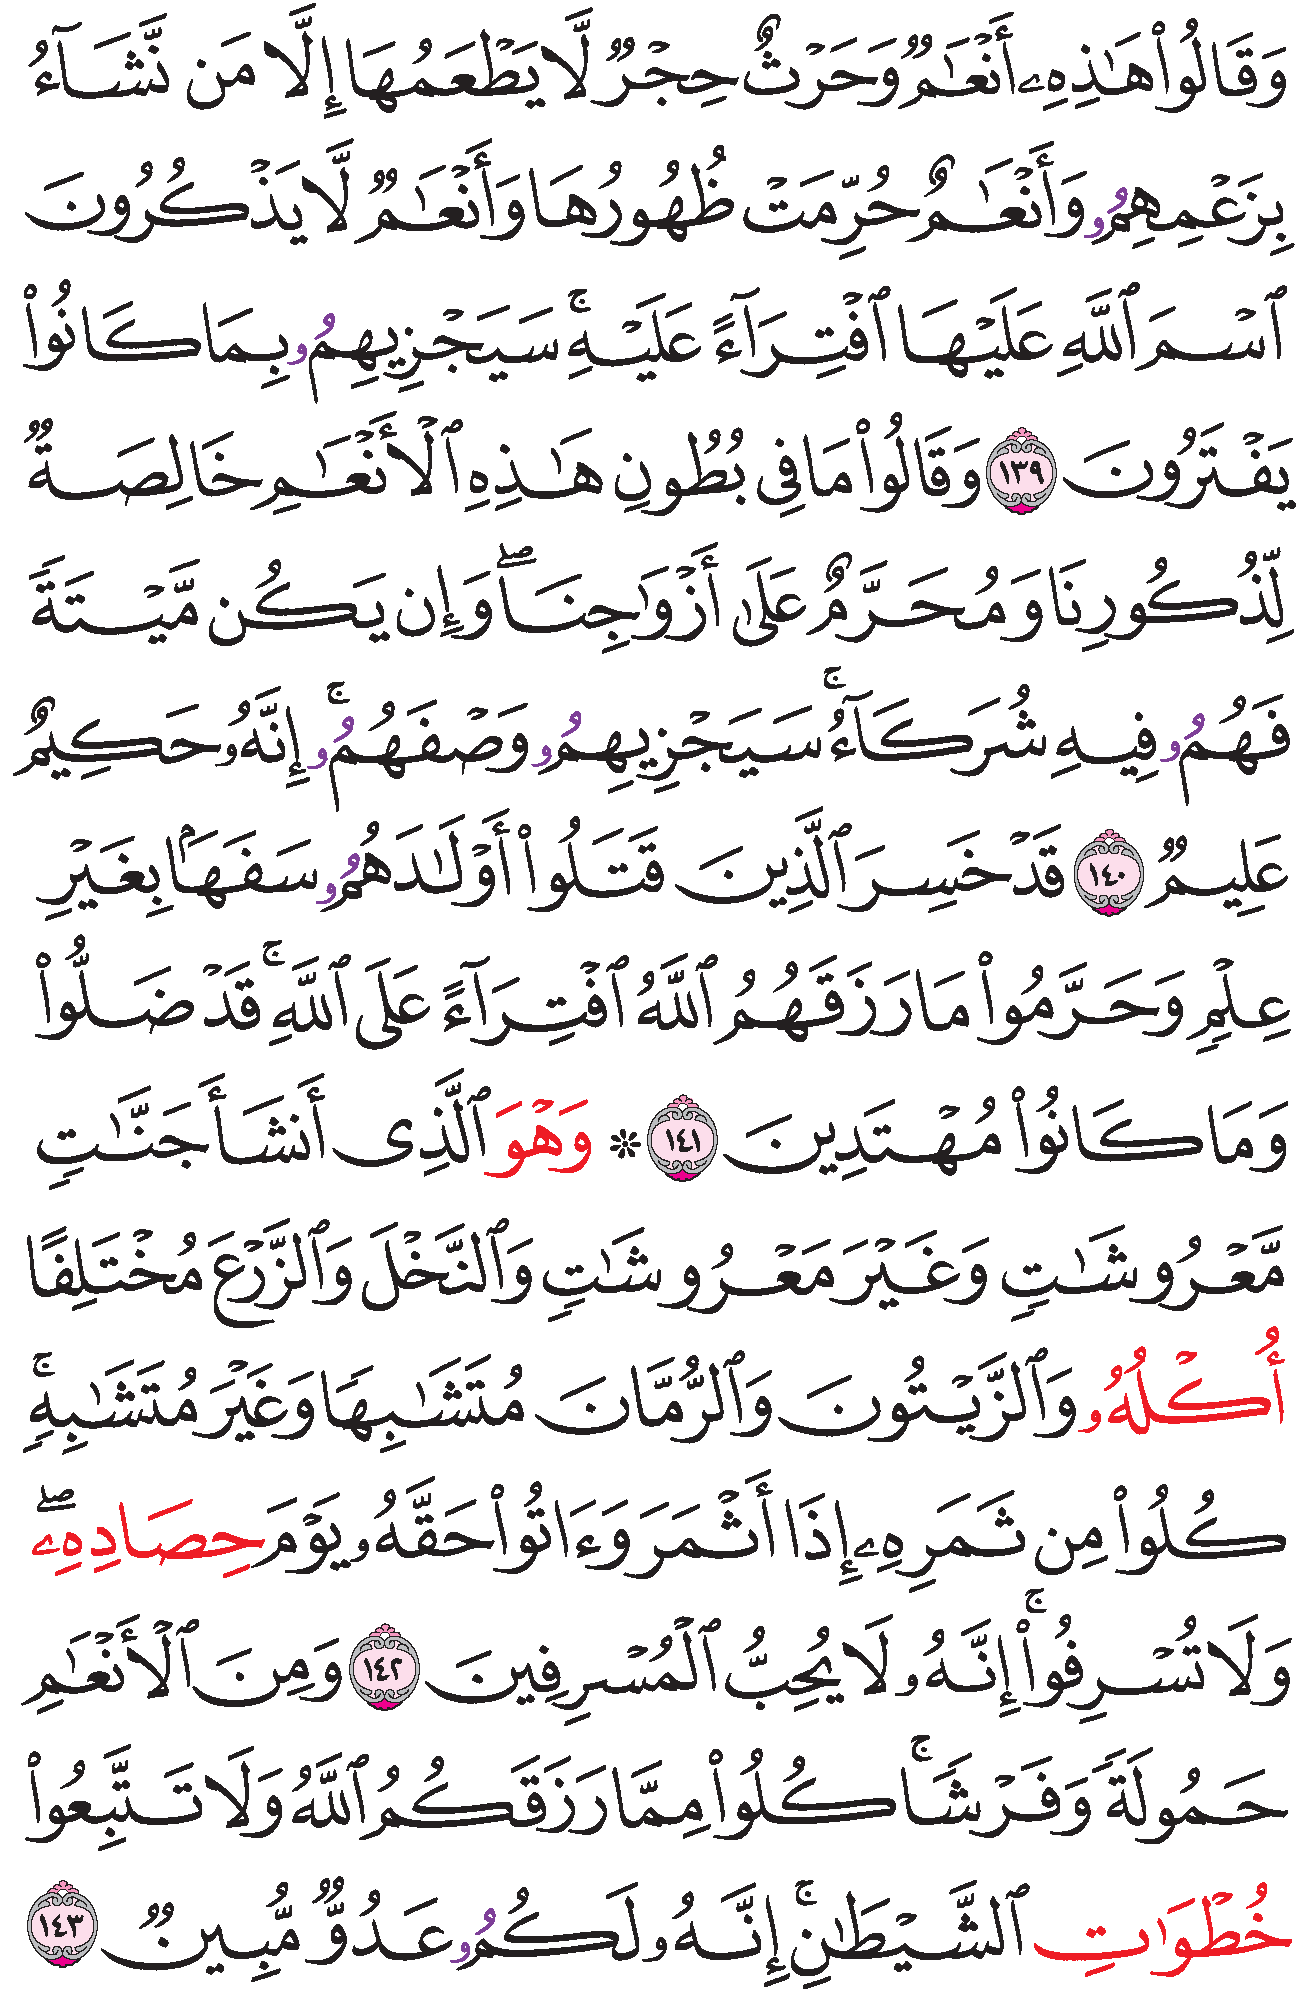 وَقَالُوا۟ هَـٰذِهِۦٓ أَنْعَـٰمٌۭ وَحَرْثٌ حِجْرٌۭ لَّا يَطْعَمُهَا إِلَّا مَن نَّشَآءُ
بِزَعْمِهِمُۥ وَأَنْعَـٰمٌ حُرِّمَتْ ظُهُورُهَا وَأَنْعَـٰمٌۭ لَّا يَذْكُرُونَ
ٱسْمَ ٱللَّهِ عَلَيْهَا ٱفْتِرَآءً عَلَيْهِ ۚ سَيَجْزِيهِمُۥ بِمَا كَانُوا۟
يَفْتَرُونَ ١٣٩ وَقَالُوا۟ مَا فِى بُطُونِ هَـٰذِهِ ٱلْأَنْعَـٰمِ خَالِصَةٌۭ
لِّذُكُورِنَا وَمُحَرَّمٌ عَلَىٰ أَزْوَٰجِنَا ۖ وَإِن يَكُن مَّيْتَةًۭ
فَهُمُۥ فِيهِ شُرَكَآءُ ۚ سَيَجْزِيهِمُۥ وَصْفَهُمُۥ ۚ إِنَّهُۥ حَكِيمٌ
عَلِيمٌۭ ١٤٠ قَدْ خَسِرَ ٱلَّذِينَ قَتَلُوا۟ أَوْلَـٰدَهُمُۥ سَفَهًۢا بِغَيْرِ
عِلْمٍۢ وَحَرَّمُوا۟ مَا رَزَقَهُمُ ٱللَّهُ ٱفْتِرَآءً عَلَى ٱللَّهِ ۚ قَدْ ضَلُّوا۟
وَمَا كَانُوا۟ مُهْتَدِينَ ١٤١ ۞ وَهْوَ ٱلَّذِى أَنشَأَ جَنَّـٰتٍۢ
مَّعْرُوشَـٰتٍۢ وَغَيْرَ مَعْرُوشَـٰتٍۢ وَٱلنَّخْلَ وَٱلزَّرْعَ مُخْتَلِفًا
أُكْلُهُۥ وَٱلزَّيْتُونَ وَٱلرُّمَّانَ مُتَشَـٰبِهًۭا وَغَيْرَ مُتَشَـٰبِهٍۢ ۚ
كُلُوا۟ مِن ثَمَرِهِۦٓ إِذَا أَثْمَرَ وَءَاتُوا۟ حَقَّهُۥ يَوْمَ حِصَادِهِۦ ۖ
وَلَا تُسْرِفُوا۟ ۚ إِنَّهُۥ لَا يُحِبُّ ٱلْمُسْرِفِينَ ١٤٢ وَمِنَ ٱلْأَنْعَـٰمِ
حَمُولَةًۭ وَفَرْشًۭا ۚ كُلُوا۟ مِمَّا رَزَقَكُمُ ٱللَّهُ وَلَا تَتَّبِعُوا۟
خُطْوَٰتِ ٱلشَّيْطَـٰنِ ۚ إِنَّهُۥ لَكُمُۥ عَدُوٌّۭ مُّبِينٌۭ ١٤٣